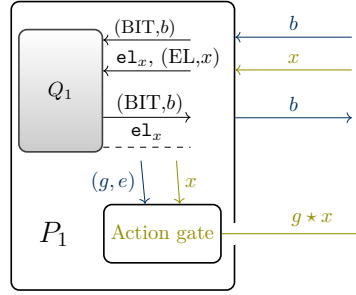 (BIT,b) b
el_x, (EL,x) x
Q_1
(BIT,b) b
el_x
(g, e) x
P_1
Action gate
g ⋆ x